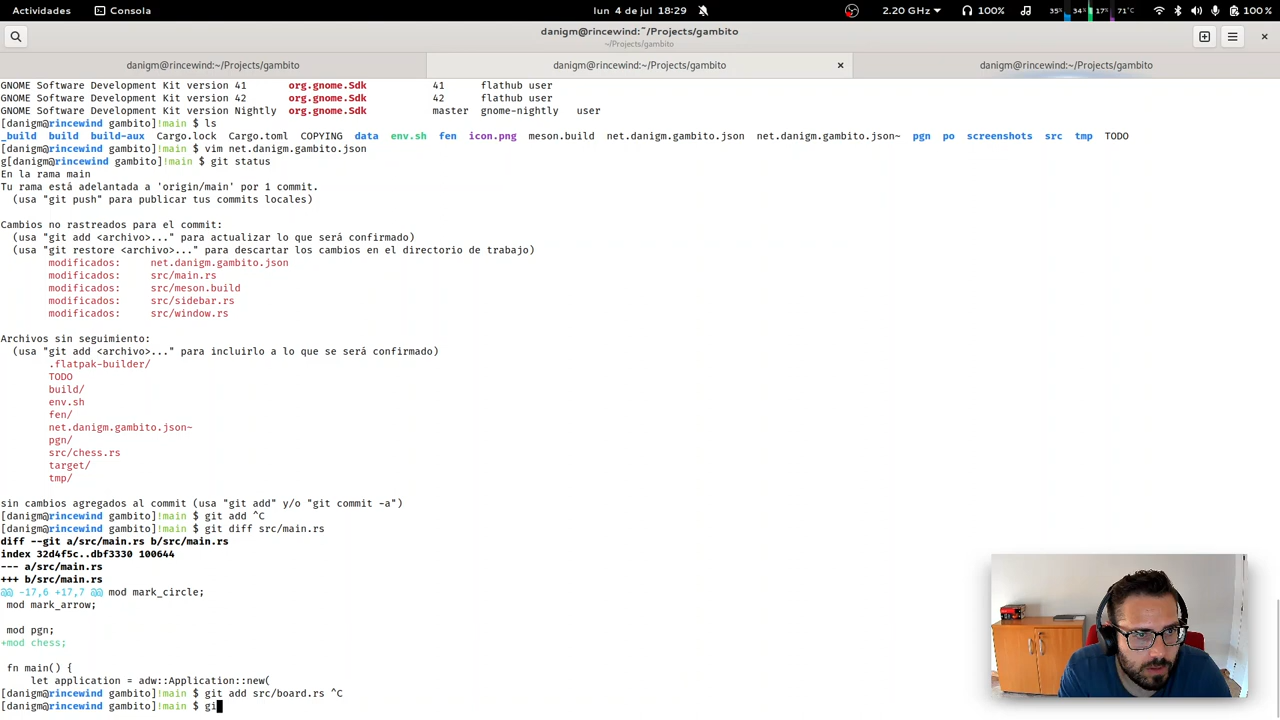 Actividades Consola lun 4 de jul 18:29 2.20 GHz 100% 35% 34% 17% 71°C 100 %
danigm@rincewind:~/Projects/gambito
~/Projects/gambito
danigm@rincewind:~/Projects/gambito danigm@rincewind:~/Projects/gambito × danigm@rincewind:~/Projects/gambito
GNOME Software Development Kit version 41 org.gnome.Sdk 41 flathub user
GNOME Software Development Kit version 42 org.gnome.Sdk 42 flathub user
GNOME Software Development Kit version Nightly org.gnome.Sdk master gnome-nightly user
[danigm@rincewind gambito]!main $ ls
_build build build-aux Cargo.lock Cargo.toml COPYING data env.sh fen icon.png meson.build net.danigm.gambito.json net.danigm.gambito.json~ pgn po screenshots src tmp TODO
[danigm@rincewind gambito]!main $ vim net.danigm.gambito.json
g[danigm@rincewind gambito]!main $ git status
En la rama main
Tu rama está adelantada a 'origin/main' por 1 commit.
(usa "git push" para publicar tus commits locales)
Cambios no rastreados para el commit:
(usa "git add <archivo>..." para actualizar lo que será confirmado)
(usa "git restore <archivo>..." para descartar los cambios en el directorio de trabajo)
modificados: net.danigm.gambito.json
modificados: src/main.rs
modificados: src/meson.build
modificados: src/sidebar.rs
modificados: src/window.rs
Archivos sin seguimiento:
(usa "git add <archivo>..." para incluirlo a lo que se será confirmado)
.flatpak-builder/
TODO
build/
env.sh
fen/
net.danigm.gambito.json~
pgn/
src/chess.rs
target/
tmp/
sin cambios agregados al commit (usa "git add" y/o "git commit -a")
[danigm@rincewind gambito]!main $ git add ^C
[danigm@rincewind gambito]!main $ git diff src/main.rs
diff --git a/src/main.rs b/src/main.rs
index 32d4f5c..dbf3330 100644
--- a/src/main.rs
+++ b/src/main.rs
@@ -17,6 +17,7 @@ mod mark_circle;
mod mark_arrow;
mod pgn;
+mod chess;
fn main() {
let application = adw::Application::new(
[danigm@rincewind gambito]!main $ git add src/board.rs ^C
[danigm@rincewind gambito]!main $ gi